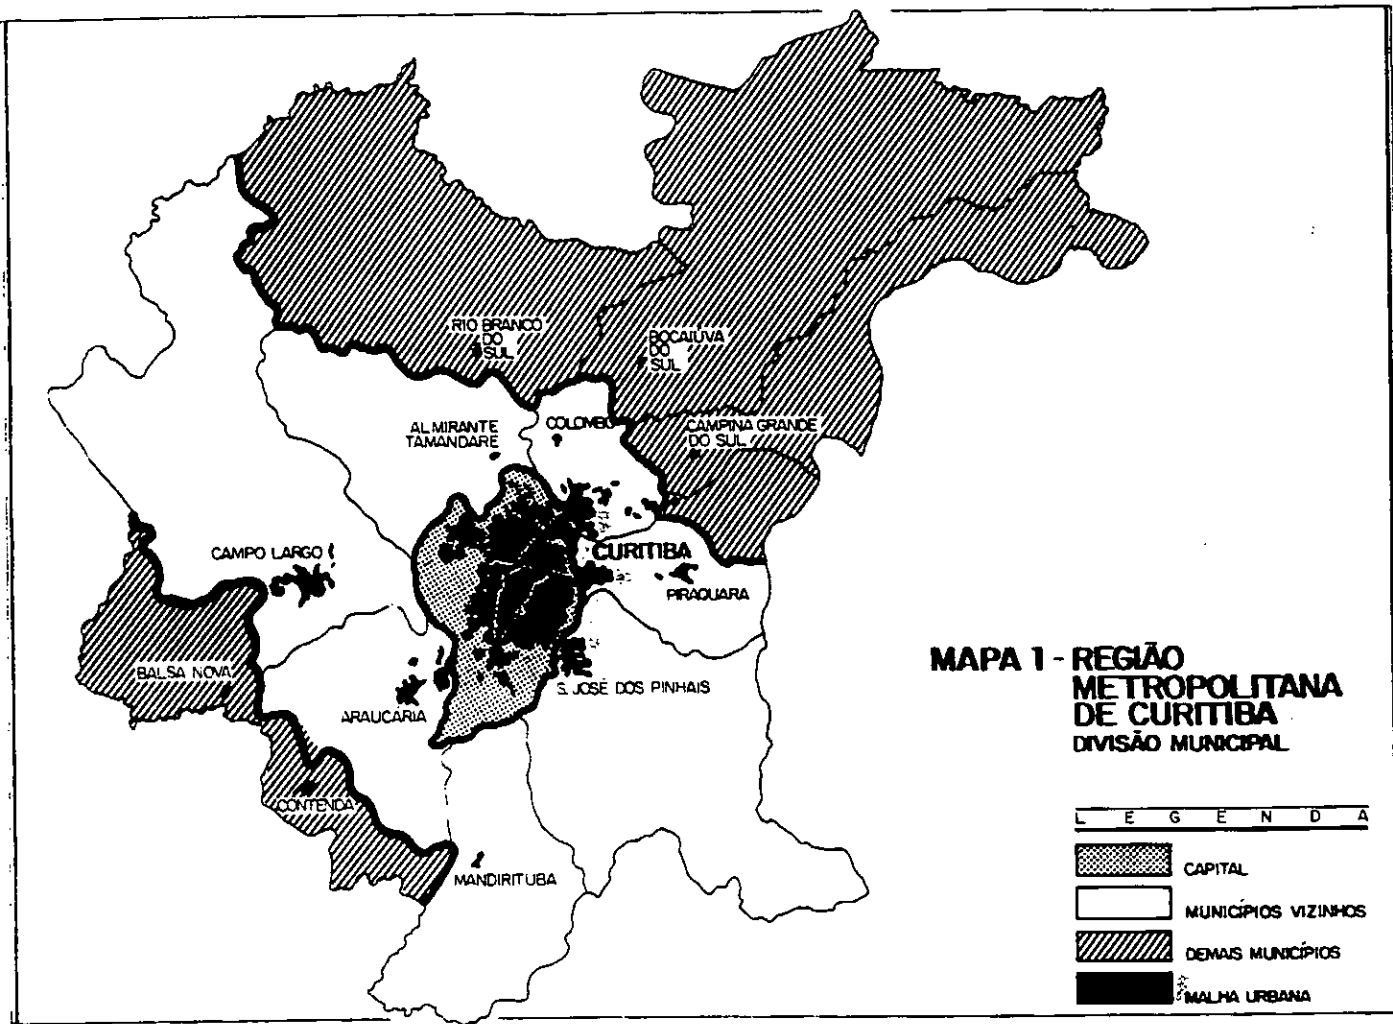 RIO BRANCO
DO
SUL
BOCAIÚVA
DO
SUL
ALMIRANTE
TAMANDARÉ
COLOMBO
CAMPINA GRANDE
DO SUL
CAMPO LARGO
CURITIBA
PIRAQUARA
BALSA NOVA
S. JOSÉ DOS PINHAIS
ARAUCÁRIA
CONTENDA
MANDIRITUBA
MAPA 1 - REGIÃO
METROPOLITANA
DE CURITIBA
DIVISÃO MUNICIPAL
LEGENDA
CAPITAL
MUNICÍPIOS VIZINHOS
DEMAIS MUNICÍPIOS
MALHA URBANA